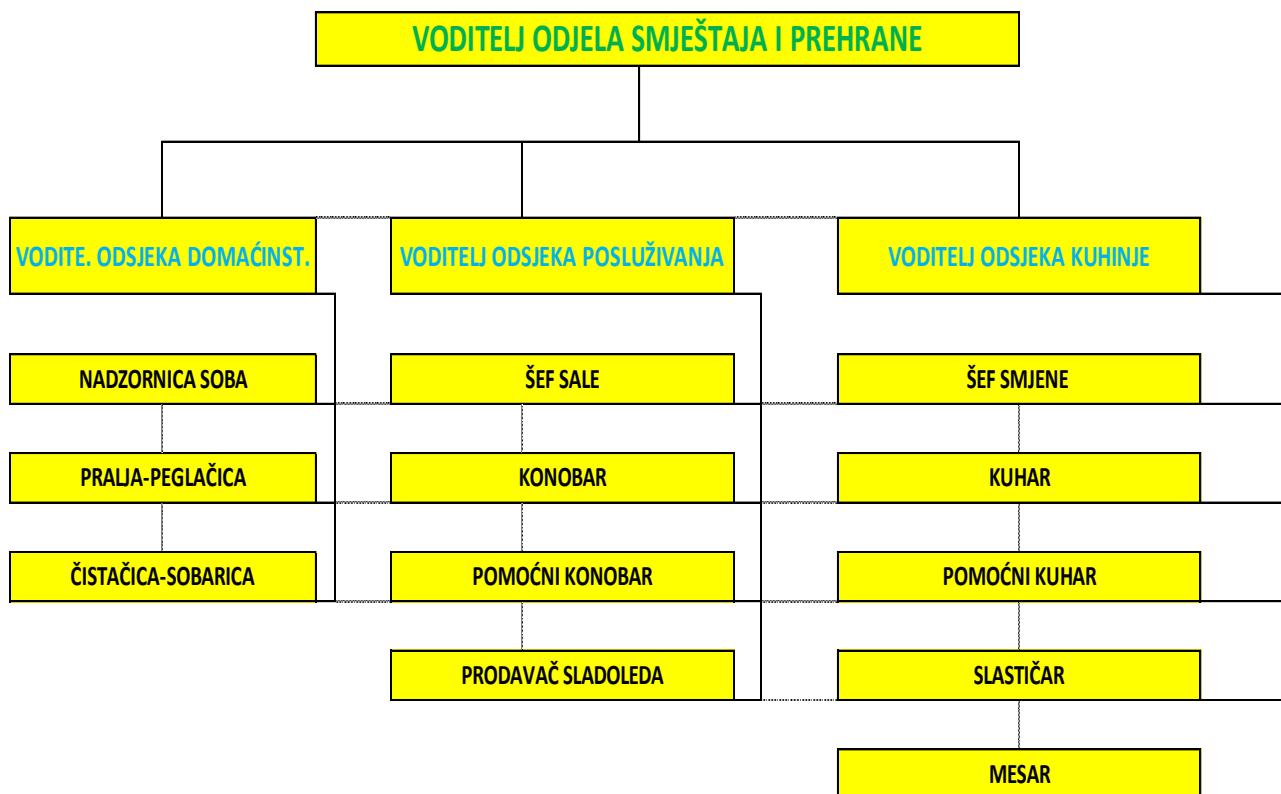 VODITELJ ODJELA SMJEŠTAJA I PREHRANE
VODITE. ODSJEKA DOMAĆINST.
VODITELJ ODSJEKA POSLUŽIVANJA
VODITELJ ODSJEKA KUHINJE
NADZORNICA SOBA
ŠEF SALE
ŠEF SMJENE
PRALJA-PEGLAČICA
KONOBAR
KUHAR
ČISTAČICA-SOBARICA
POMOĆNI KONOBAR
POMOĆNI KUHAR
PRODAVAČ SLADOLEDA
SLASTIČAR
MESAR